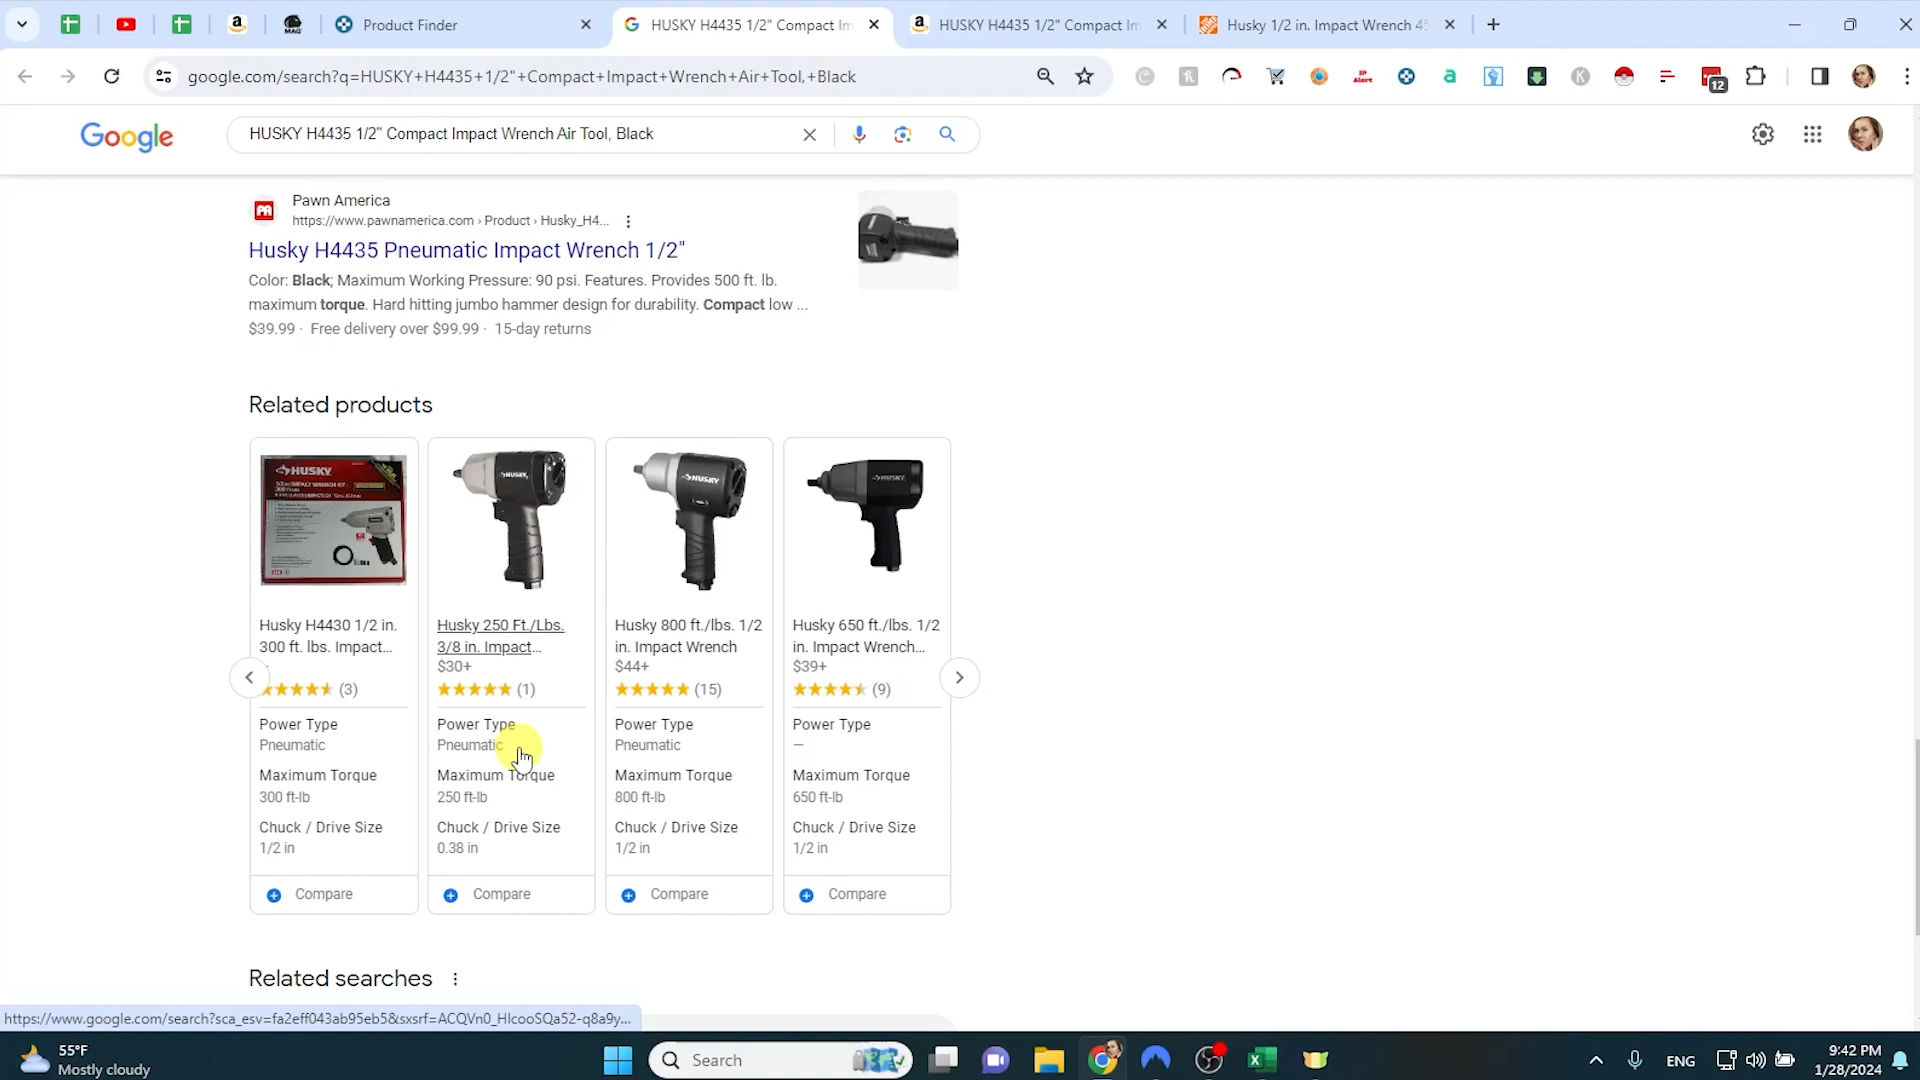 Product Finder
HUSKY H4435 1/2" Compact Im
HUSKY H4435 1/2" Compact Im
Husky 1/2 in. Impact Wrench 45
google.com/search?q=HUSKY+H4435+1/2"+Compact+Impact+Wrench+Air+Tool,+Black
12
Google
HUSKY H4435 1/2" Compact Impact Wrench Air Tool, Black
Pawn America
https://www.pawnamerica.com › Product › Husky_H4...
Husky H4435 Pneumatic Impact Wrench 1/2"
Color: Black; Maximum Working Pressure: 90 psi. Features. Provides 500 ft. lb.
maximum torque. Hard hitting jumbo hammer design for durability. Compact low ...
$39.99 · Free delivery over $99.99 · 15-day returns
Related products
Husky H4430 1/2 in.
300 ft. lbs. Impact...
(3)
Power Type
Pneumatic
Maximum Torque
300 ft-lb
Chuck / Drive Size
1/2 in
Compare
Husky 250 Ft./Lbs.
3/8 in. Impact...
$30+
(1)
Power Type
Pneumatic
Maximum Torque
250 ft-lb
Chuck / Drive Size
0.38 in
Compare
Husky 800 ft./lbs. 1/2
in. Impact Wrench
$44+
(15)
Power Type
Pneumatic
Maximum Torque
800 ft-lb
Chuck / Drive Size
1/2 in
Compare
Husky 650 ft./lbs. 1/2
in. Impact Wrench...
$39+
(9)
Power Type
—
Maximum Torque
650 ft-lb
Chuck / Drive Size
1/2 in
Compare
Related searches
https://www.google.com/search?sca_esv=fa2eff043ab95eb5&sxsrf=ACQVn0_HIcooSQa52-q8a9y...
55°F
Mostly cloudy
Search
ENG
9:42 PM
1/28/2024